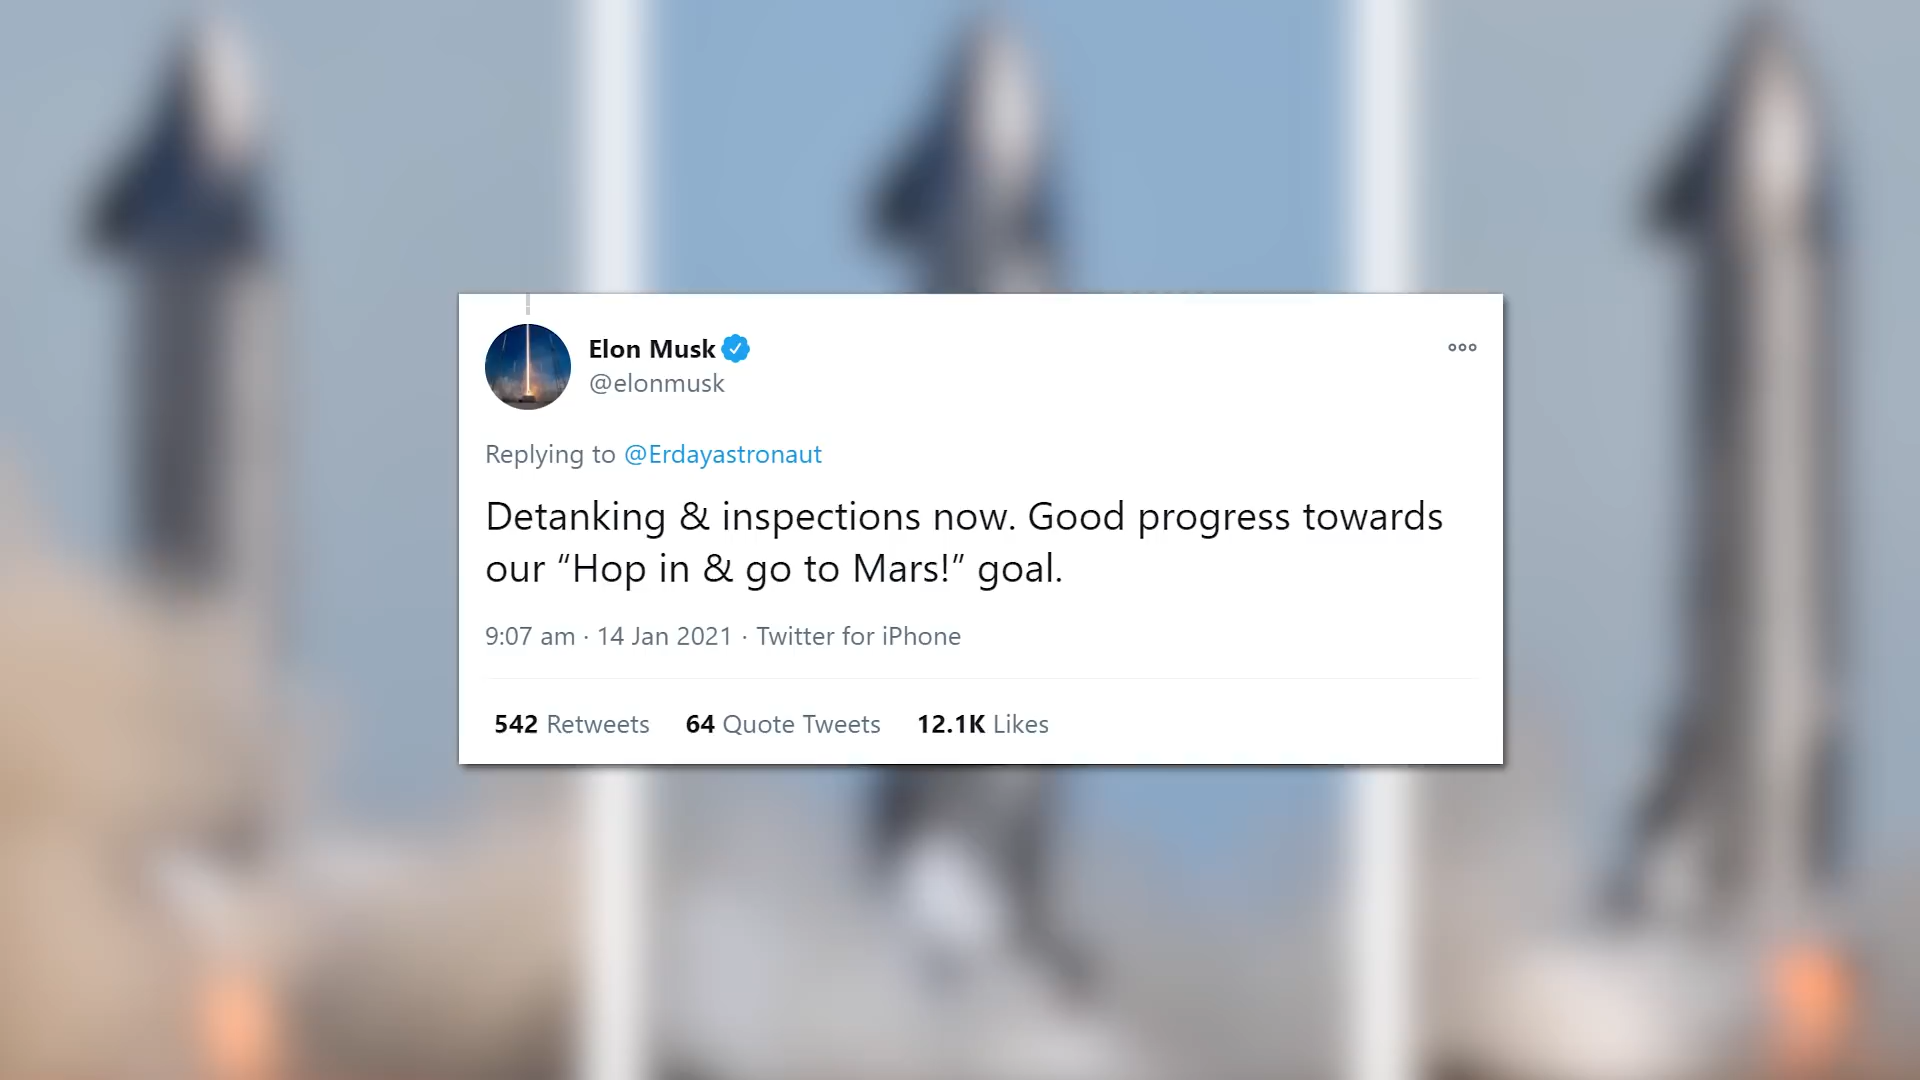 Elon Musk
@elonmusk
Replying to @Erdayastronaut
Detanking & inspections now. Good progress towards
our “Hop in & go to Mars!” goal.
9:07 am · 14 Jan 2021 · Twitter for iPhone
542 Retweets 64 Quote Tweets 12.1K Likes